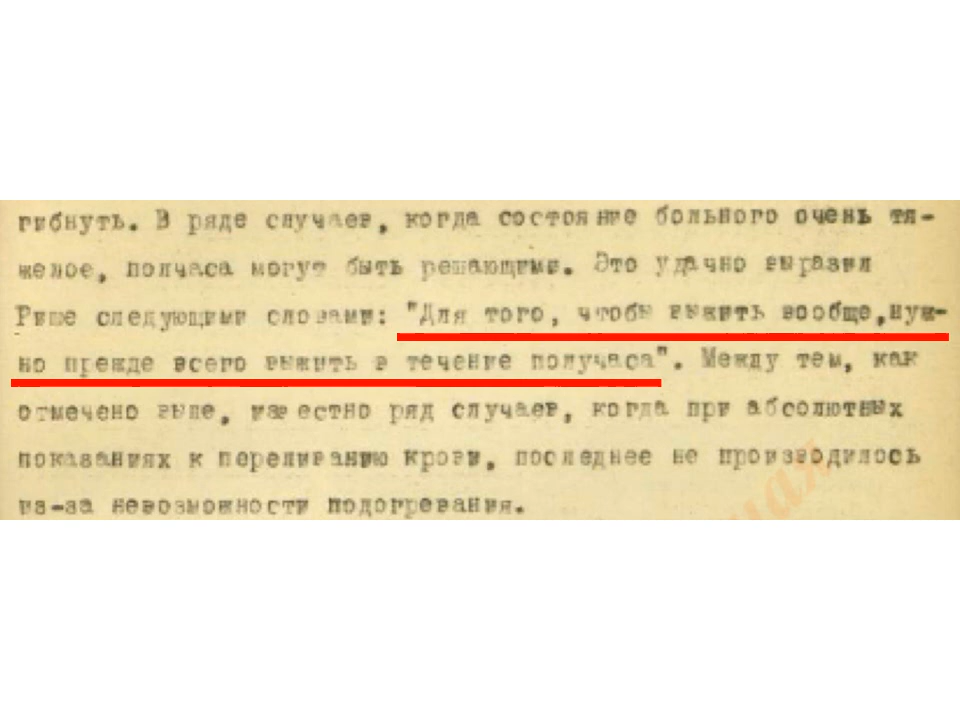 гибнуть. В ряде случаев, когда состояние больного очень тя-
желое, полчаса могут быть решающими. Это удачно выразил
Рише следующими словами: "Для того, чтобы выжить вообще,нуж-
но прежде всего выжить в течение получаса". Между тем, как
отмечено выше, известно ряд случаев, когда при абсолютных
показаниях к переливанию крови, последнее не производилось
из-за невозможности подогревания.